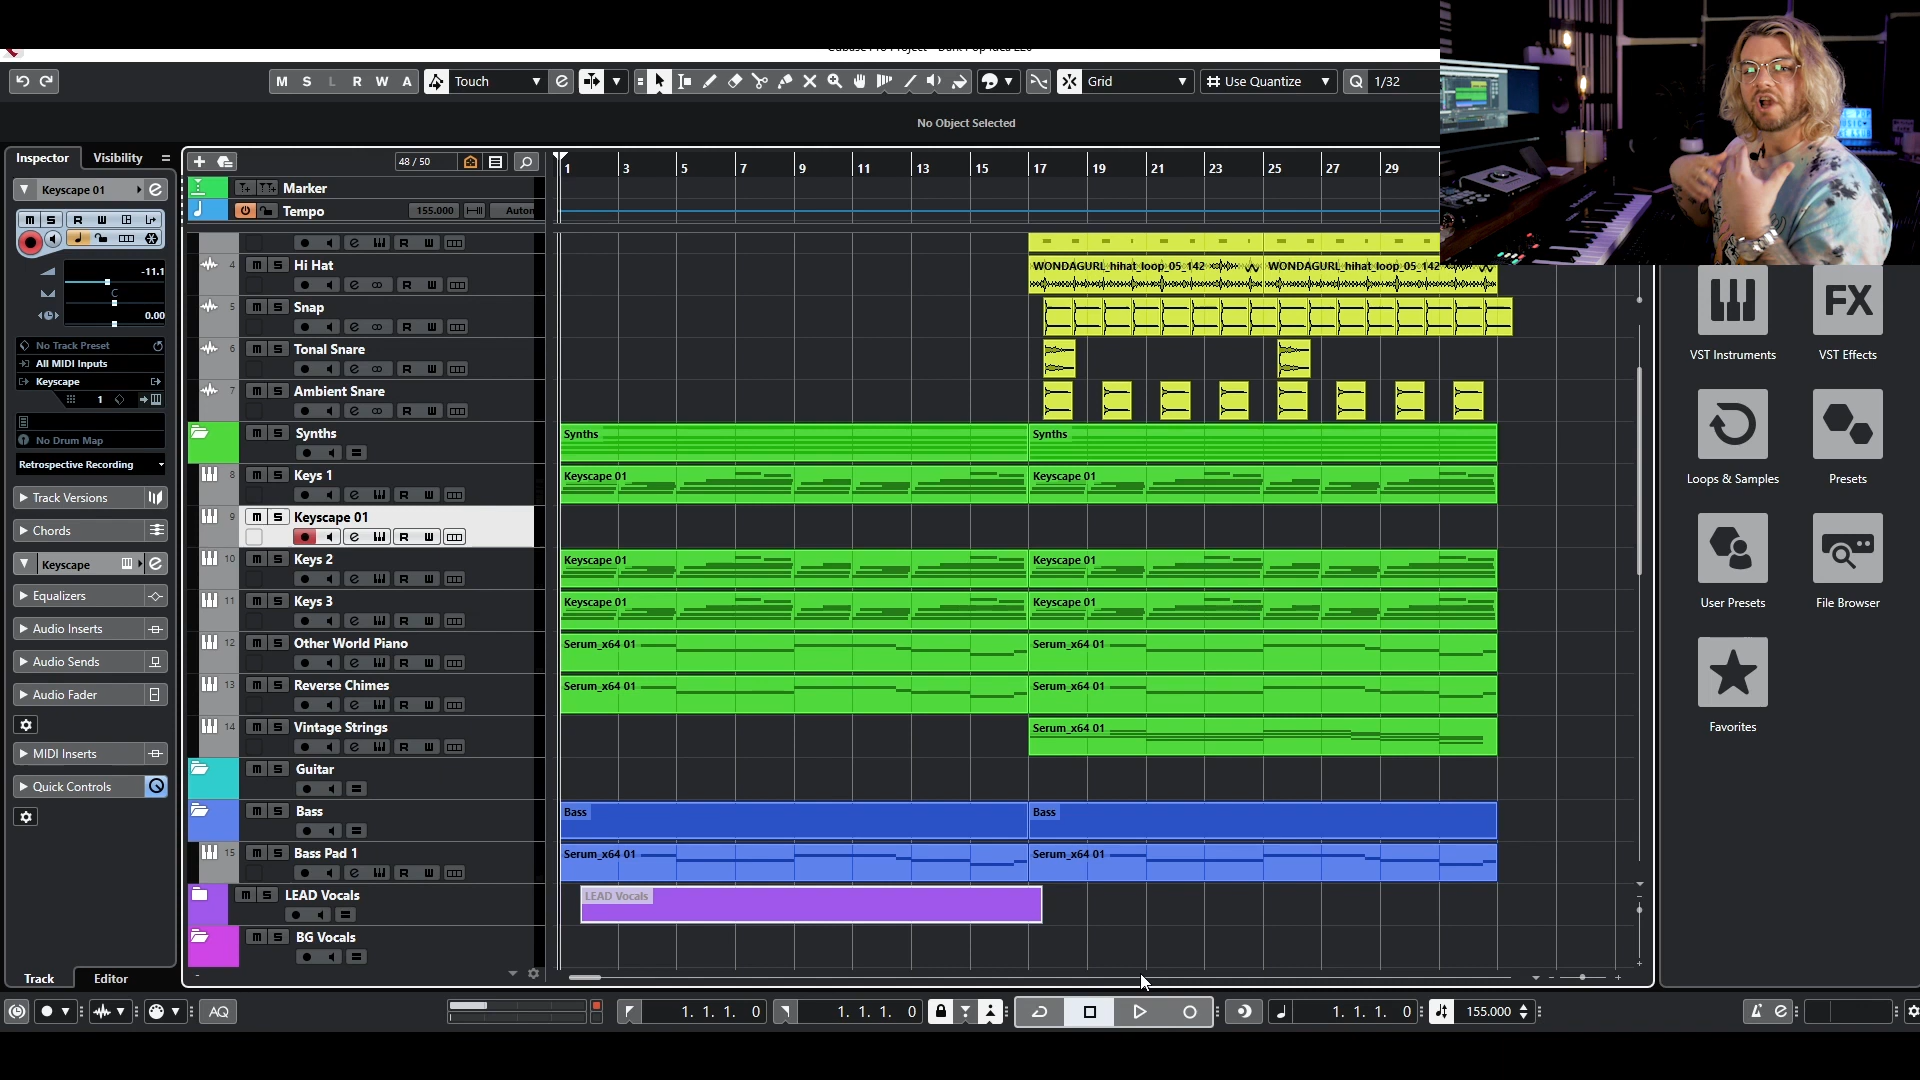 M S L R W A
Touch
Grid
Use Quantize
1/32
No Object Selected
Inspector
Visibility
48 / 50
1 3 5 7 9 11 13 15 17 19 21 23 25 27 29
Keyscape 01
Marker
Tempo
155.000
Autom
M S R W
4
Hi Hat
WONDAGURL_hihat_loop_05_142
WONDAGURL_hihat_loop_05_142
-11.1
C
0.00
5
Snap
No Track Preset
All MIDI Inputs
Keyscape
1
6
Tonal Snare
7
Ambient Snare
No Drum Map
Retrospective Recording
Synths
Synths
Synths
8
Keys 1
Keyscape 01
Keyscape 01
Track Versions
9
Keyscape 01
Chords
10
Keys 2
Keyscape 01
Keyscape 01
Keyscape
Equalizers
11
Keys 3
Keyscape 01
Keyscape 01
Audio Inserts
12
Other World Piano
Serum_x64 01
Serum_x64 01
Audio Sends
13
Reverse Chimes
Serum_x64 01
Serum_x64 01
Audio Fader
14
Vintage Strings
Serum_x64 01
MIDI Inserts
Guitar
Quick Controls
Bass
Bass
Bass
15
Bass Pad 1
Serum_x64 01
Serum_x64 01
LEAD Vocals
LEAD Vocals
BG Vocals
Track
Editor
VST Instruments
FX
VST Effects
Loops & Samples
Presets
User Presets
File Browser
Favorites
AQ
1. 1. 1. 0
1. 1. 1. 0
1. 1. 1. 0
155.000